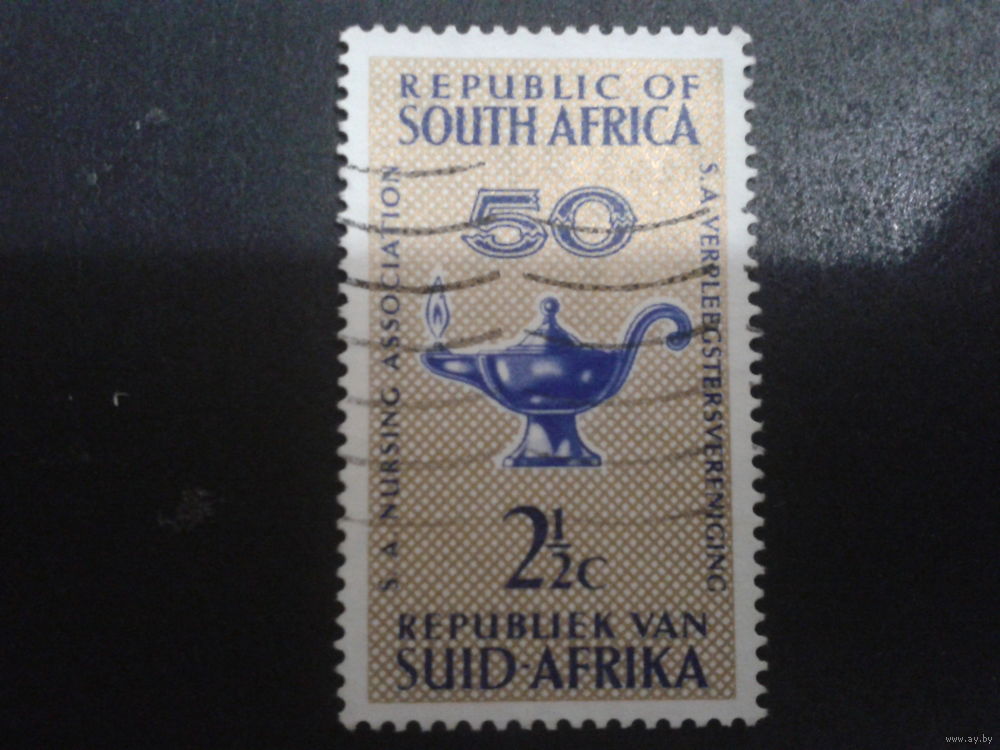 REPUBLIC OF
SOUTH AFRICA
S. A. NURSING ASSOCIATION
50
S. A. VERPLEEGSTERSVERENIGING
2½C
REPUBLIEK VAN
SUID-AFRIKA
www.ay.by